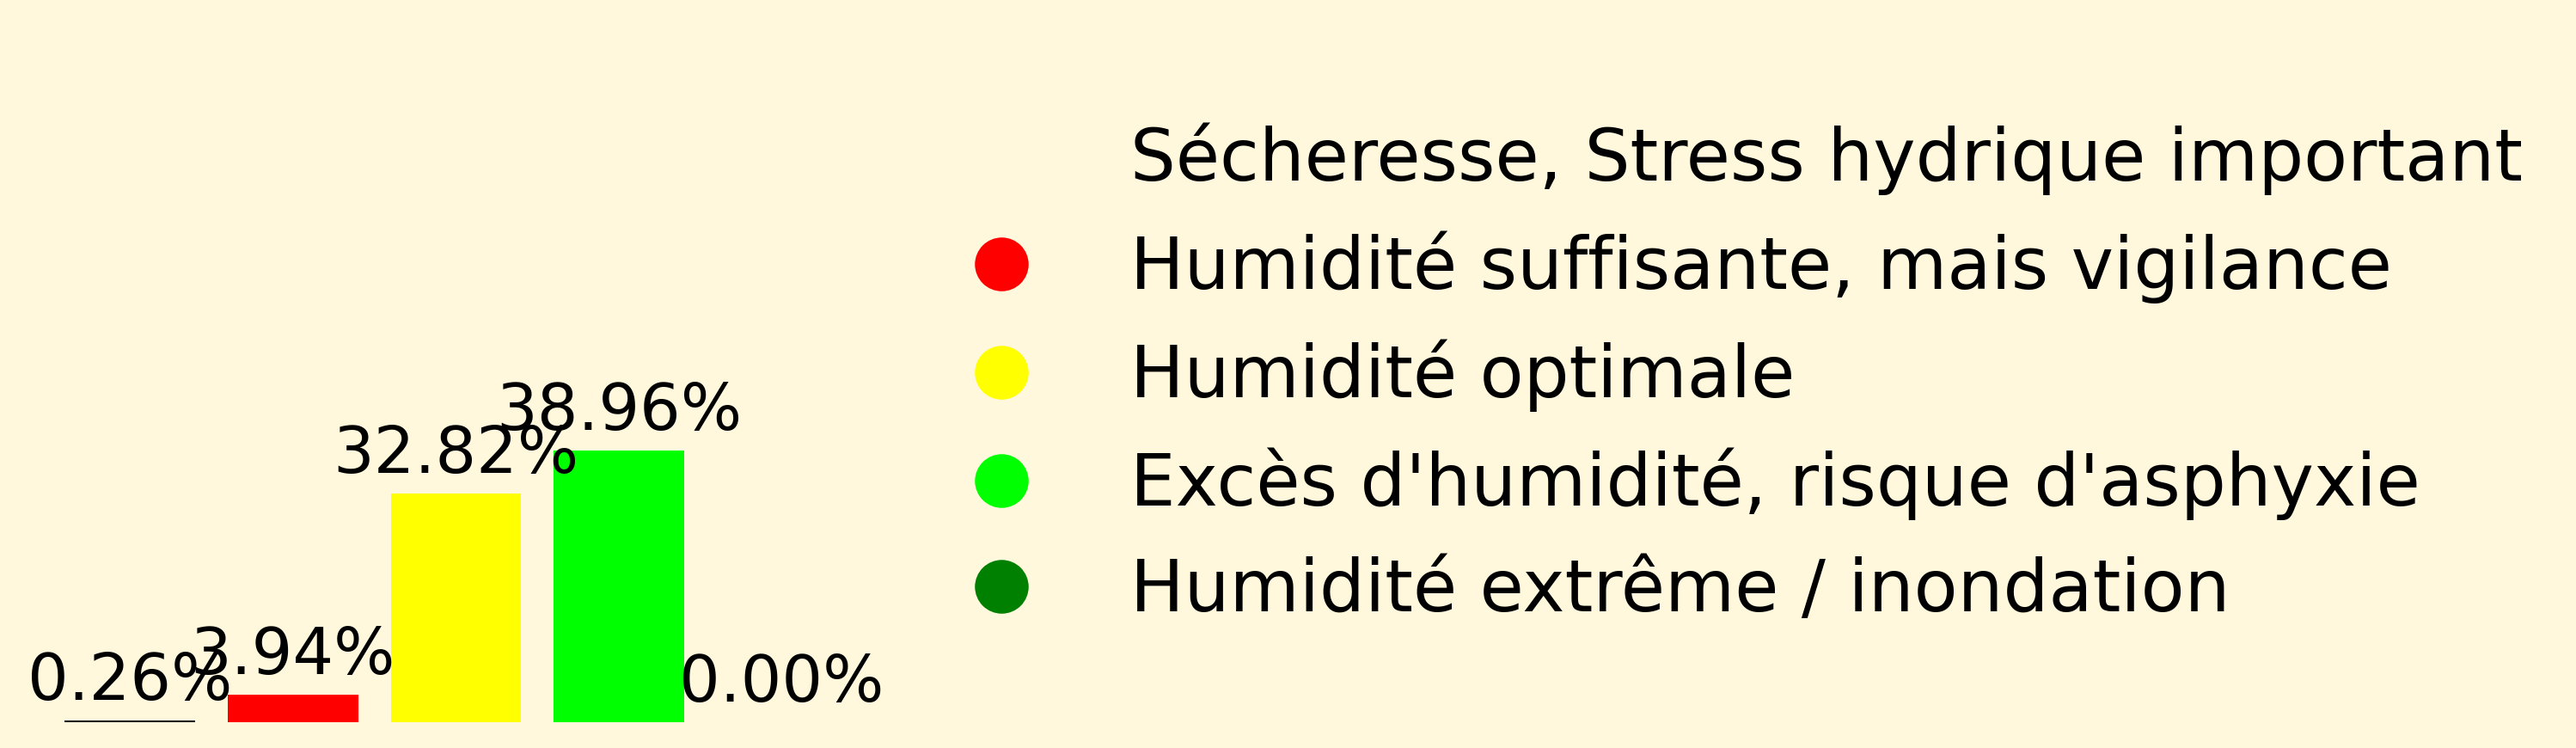 0.26%
3.94%
32.82%
38.96%
0.00%
Sécheresse, Stress hydrique important
Humidité suffisante, mais vigilance
Humidité optimale
Excès d'humidité, risque d'asphyxie
Humidité extrême / inondation